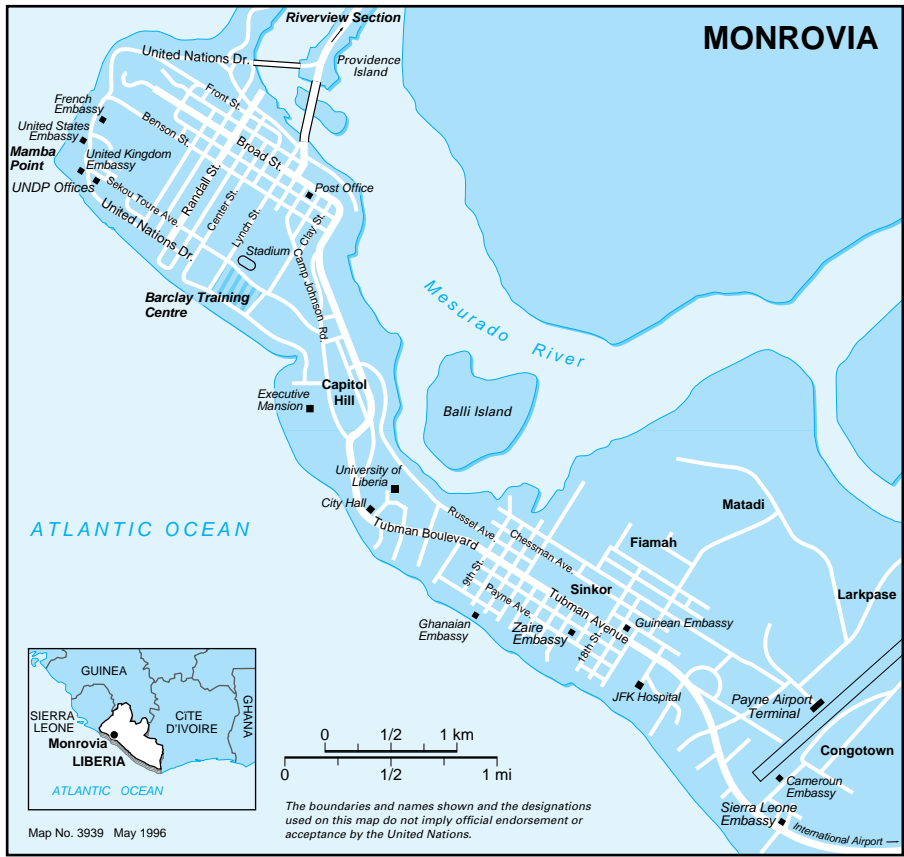 MONROVIA
Riverview Section
United Nations Dr.
Providence
Island
Front St.
French
Embassy
United States
Embassy
Benson St.
Broad St.
Mamba
Point
United Kingdom
Embassy
UNDP Offices
Sekou Toure Ave.
Randall St.
Post Office
Center St.
Lynch St.
Clay St.
United Nations Dr.
Stadium
Camp Johnson Rd.
Barclay Training
Centre
Mesurado River
Capitol
Hill
Executive
Mansion
Balli Island
University of
Liberia
City Hall
ATLANTIC OCEAN
Tubman Boulevard
Russel Ave.
Chessman Ave.
Matadi
Fiamah
9th St.
Payne Ave.
Sinkor
Tubman Avenue
Larkpase
Ghanaian
Embassy
Zaire
Embassy
18th St.
Guinean Embassy
JFK Hospital
Payne Airport
Terminal
Congotown
Cameroun
Embassy
Sierra Leone
Embassy
International Airport
GUINEA
SIERRA
LEONE
CïTE
D'IVOIRE
GHANA
Monrovia
LIBERIA
ATLANTIC OCEAN
0 1/2 1 km
0 1/2 1 mi
The boundaries and names shown and the designations
used on this map do not imply official endorsement or
acceptance by the United Nations.
Map No. 3939 May 1996